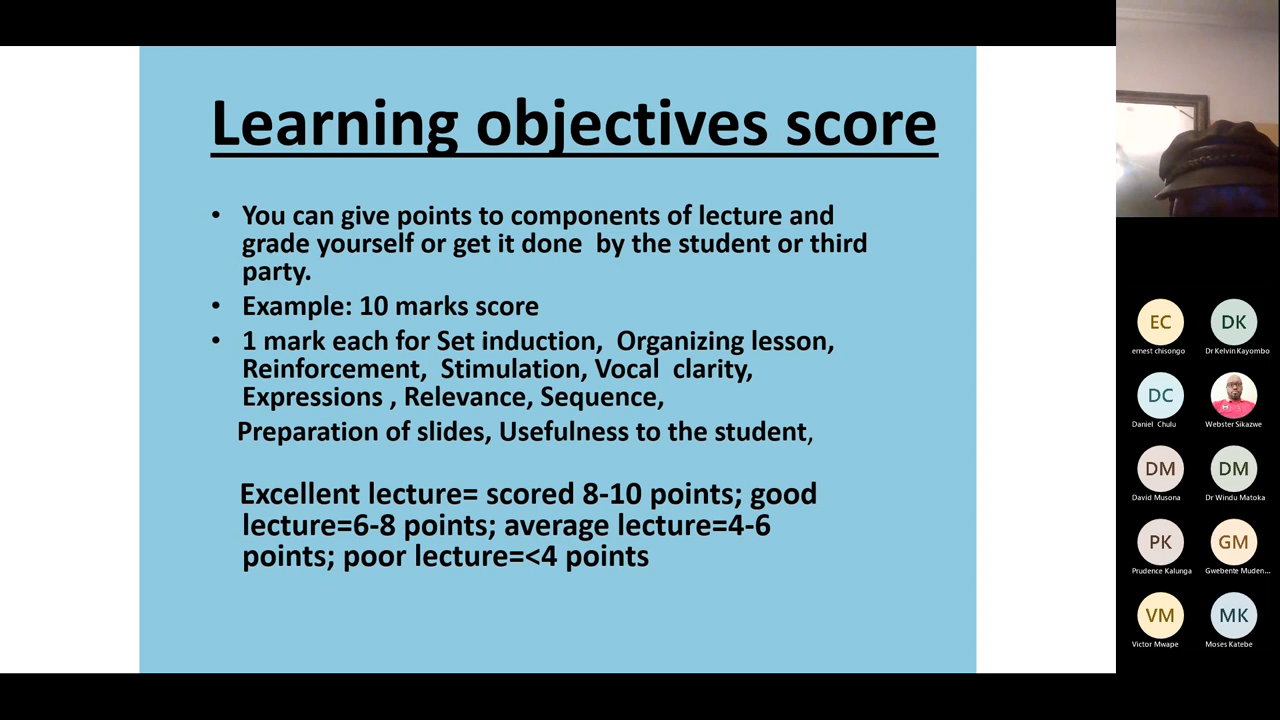 Learning objectives score
• You can give points to components of lecture and
grade yourself or get it done by the student or third
party.
• Example: 10 marks score
• 1 mark each for Set induction, Organizing lesson,
Reinforcement, Stimulation, Vocal clarity,
Expressions , Relevance, Sequence,
Preparation of slides, Usefulness to the student,
Excellent lecture= scored 8-10 points; good
lecture=6-8 points; average lecture=4-6
points; poor lecture=<4 points
EC DK
ernest chisongo Dr Kelvin Kayombo
DC
Daniel Chulu Webster Sikazwe
DM DM
David Musona Dr Windu Matoka
PK GM
Prudence Kalunga Gwebente Muden...
VM MK
Victor Mwape Moses Katebe